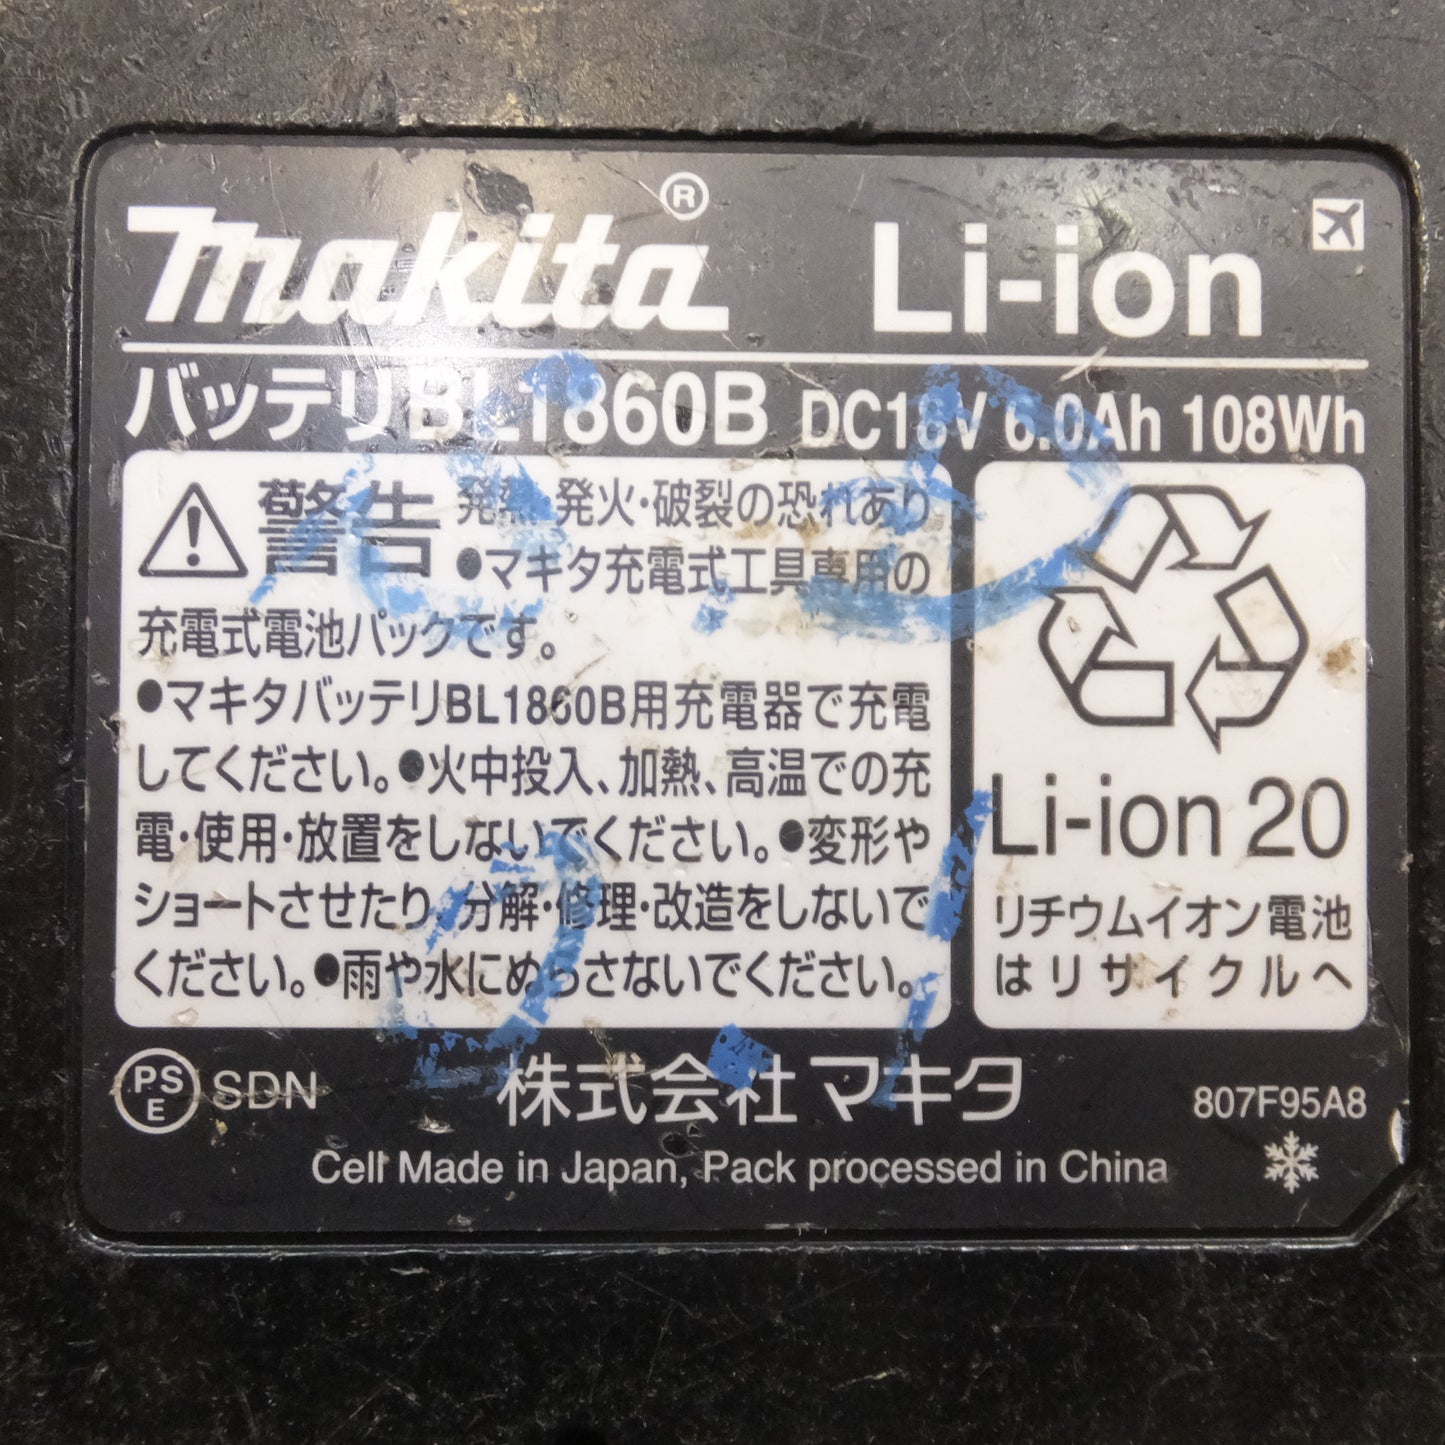 makita® Li-ion
バッテリBL1860B DC18V 6.0Ah 108Wh
警告 発熱、発火・破裂の恐れあり
●マキタ充電式工具専用の
充電式電池パックです。
●マキタバッテリBL1860B用充電器で充電
してください。●火中投入、加熱、高温での充
電・使用・放置をしないでください。●変形や
ショートさせたり、分解・修理・改造をしないで
ください。●雨や水にぬらさないでください。
Li-ion 20
リチウムイオン電池
はリサイクルへ
PSE SDN 株式会社マキタ 807F95A8
Cell Made in Japan, Pack processed in China